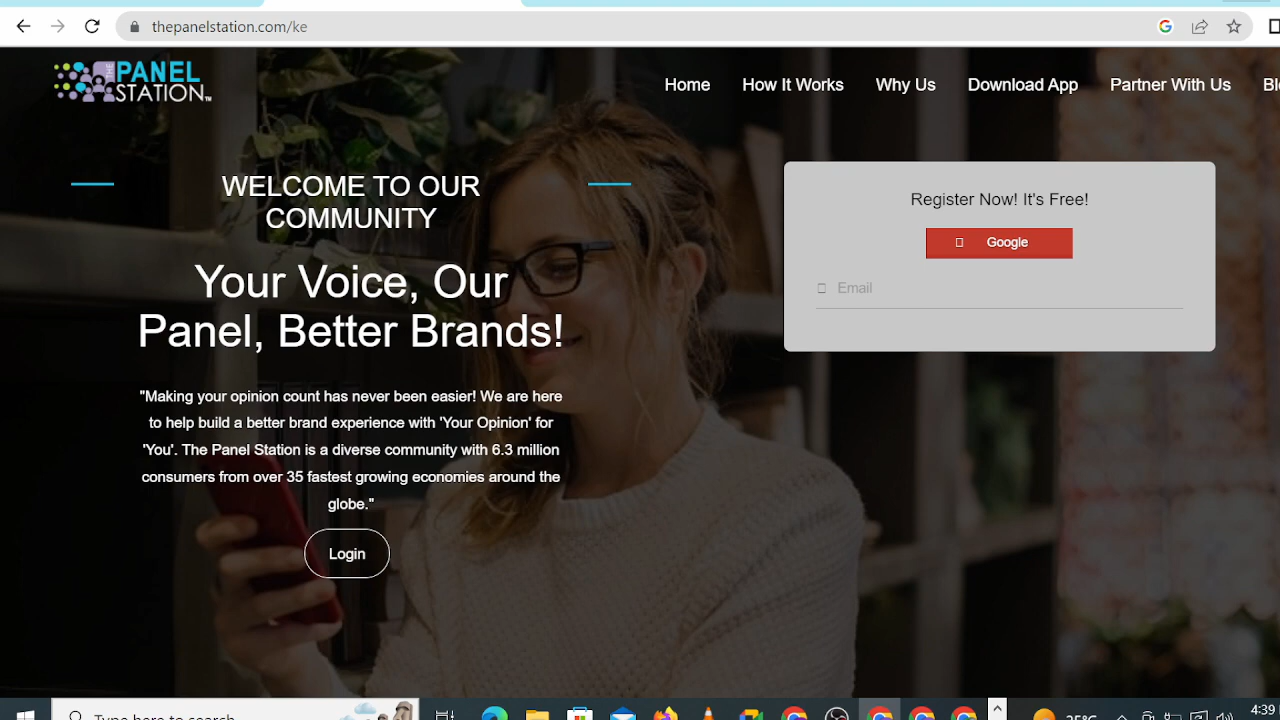 thepanelstation.com/ke
THE PANEL
STATION™
Home How It Works Why Us Download App Partner With Us
WELCOME TO OUR
COMMUNITY
Your Voice, Our
Panel, Better Brands!
"Making your opinion count has never been easier! We are here
to help build a better brand experience with 'Your Opinion' for
'You'. The Panel Station is a diverse community with 6.3 million
consumers from over 35 fastest growing economies around the
globe."
Login
Register Now! It's Free!
Google
Email
Type here to search
25°C
4:39